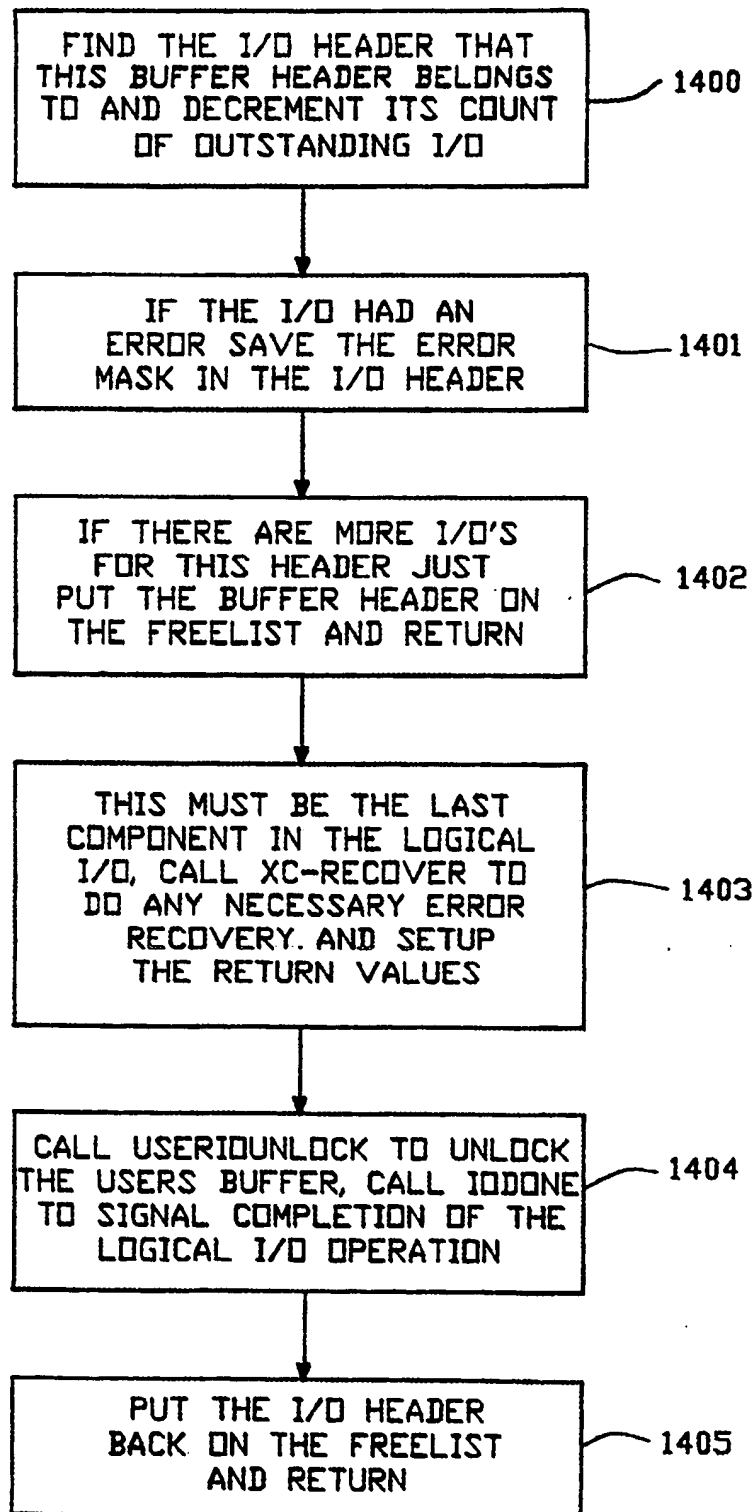 FIND THE I/O HEADER THAT
THIS BUFFER HEADER BELONGS
TO AND DECREMENT ITS COUNT
OF OUTSTANDING I/O
1400
IF THE I/O HAD AN
ERROR SAVE THE ERROR
MASK IN THE I/O HEADER
1401
IF THERE ARE MORE I/O'S
FOR THIS HEADER JUST
PUT THE BUFFER HEADER ON
THE FREELIST AND RETURN
1402
THIS MUST BE THE LAST
COMPONENT IN THE LOGICAL
I/O, CALL XC-RECOVER TO
DO ANY NECESSARY ERROR
RECOVERY. AND SETUP
THE RETURN VALUES
1403
CALL USERIOUNLOCK TO UNLOCK
THE USERS BUFFER, CALL IODONE
TO SIGNAL COMPLETION OF THE
LOGICAL I/O OPERATION
1404
PUT THE I/O HEADER
BACK ON THE FREELIST
AND RETURN
1405